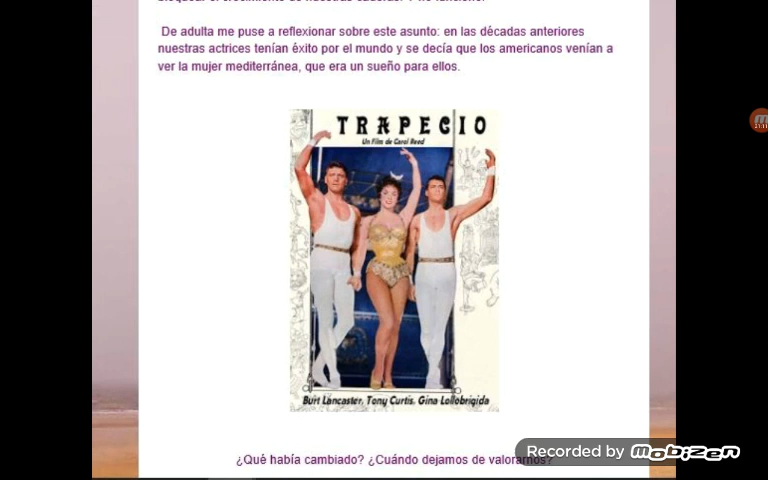 De adulta me puse a reflexionar sobre este asunto: en las décadas anteriores
nuestras actrices tenían éxito por el mundo y se decía que los americanos venían a
ver la mujer mediterránea, que era un sueño para ellos.
TRAPECIO
Un Film de Carol Reed
Burt Lancaster, Tony Curtis, Gina Lollobrigida
¿Qué había cambiado? ¿Cuándo dejamos de valorarnos?
Recorded by mobizen